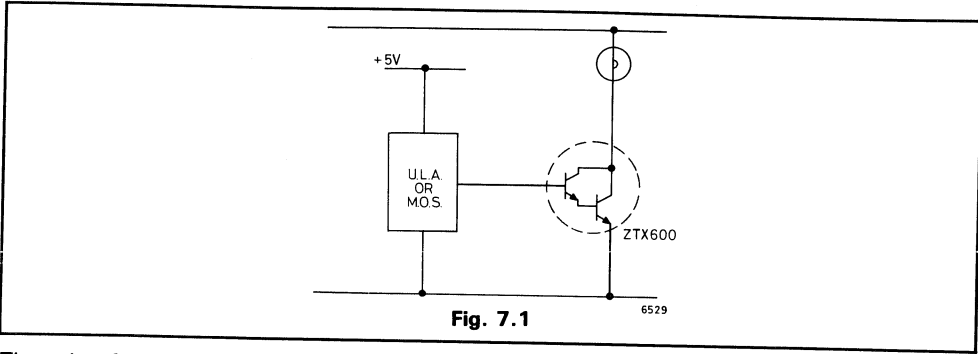 +5V
U.L.A.
OR
M.O.S.
ZTX600
6529
Fig. 7.1